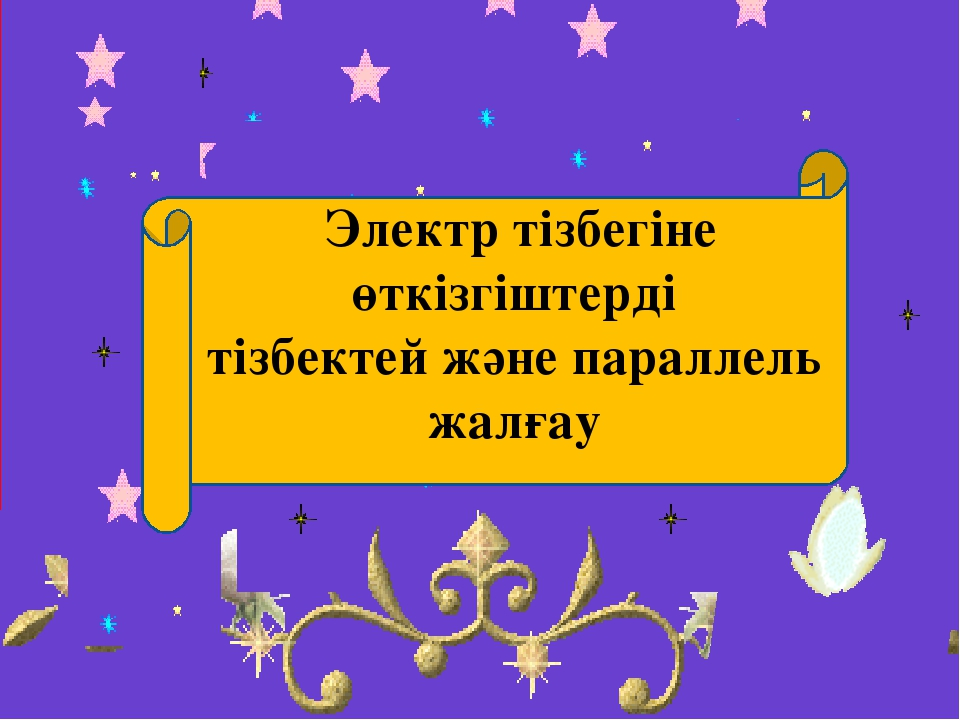 Электр тізбегіне
өткізгіштерді
тізбектей және параллель
жалғау